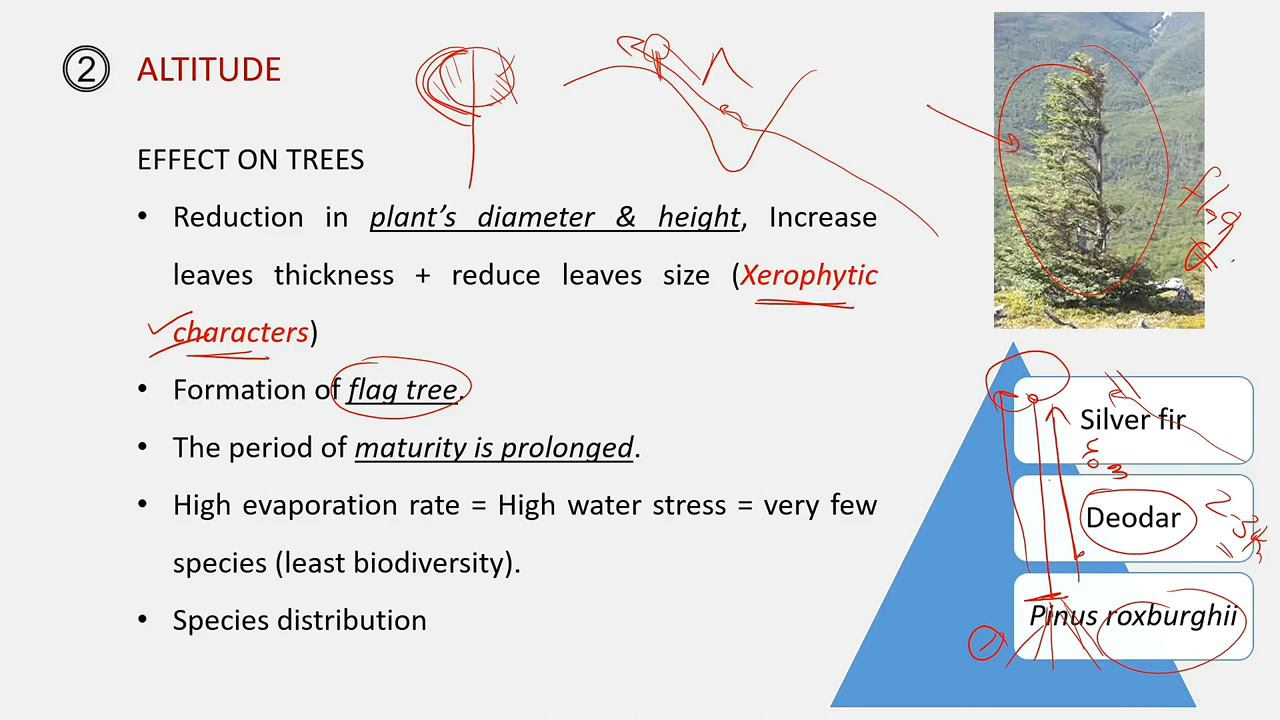 2 ALTITUDE
EFFECT ON TREES
• Reduction in plant's diameter & height, Increase
leaves thickness + reduce leaves size (Xerophytic
characters)
• Formation of flag tree.
• The period of maturity is prolonged.
• High evaporation rate = High water stress = very few
species (least biodiversity).
• Species distribution
flag
Silver fir
Deodar
Pinus roxburghii